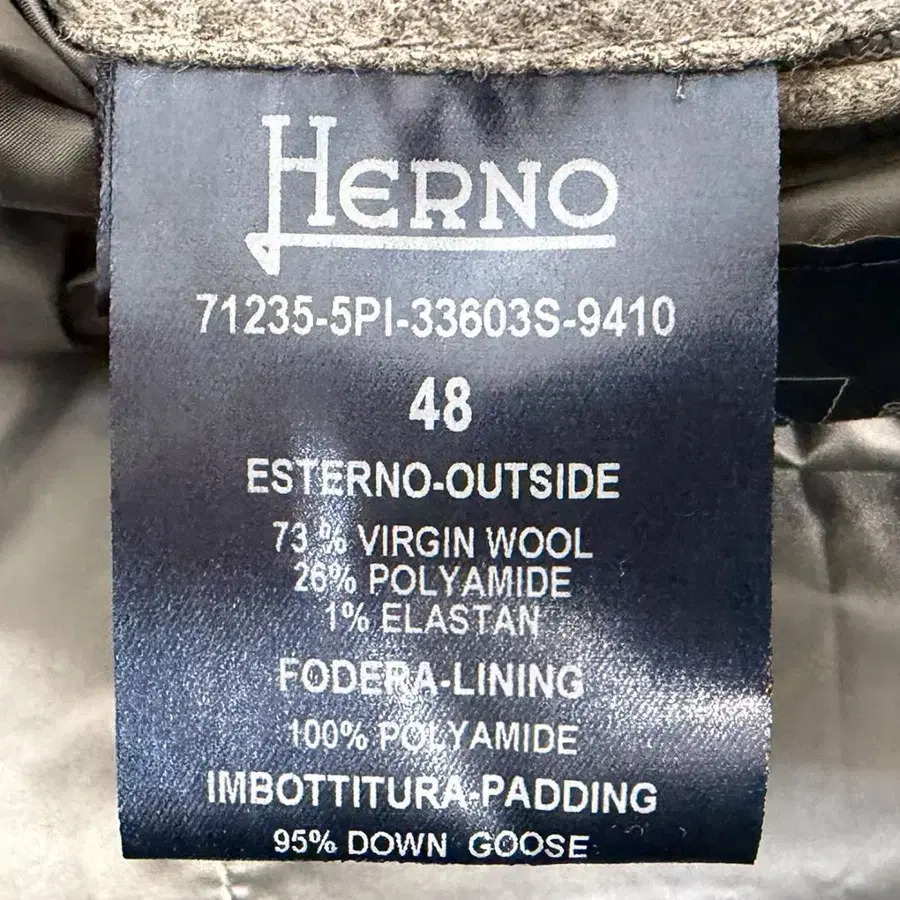 HERNO
71235-5PI-33603S-9410
48
ESTERNO-OUTSIDE
73 % VIRGIN WOOL
26% POLYAMIDE
1% ELASTAN
FODERA-LINING
100% POLYAMIDE
IMBOTTITURA-PADDING
95% DOWN GOOSE